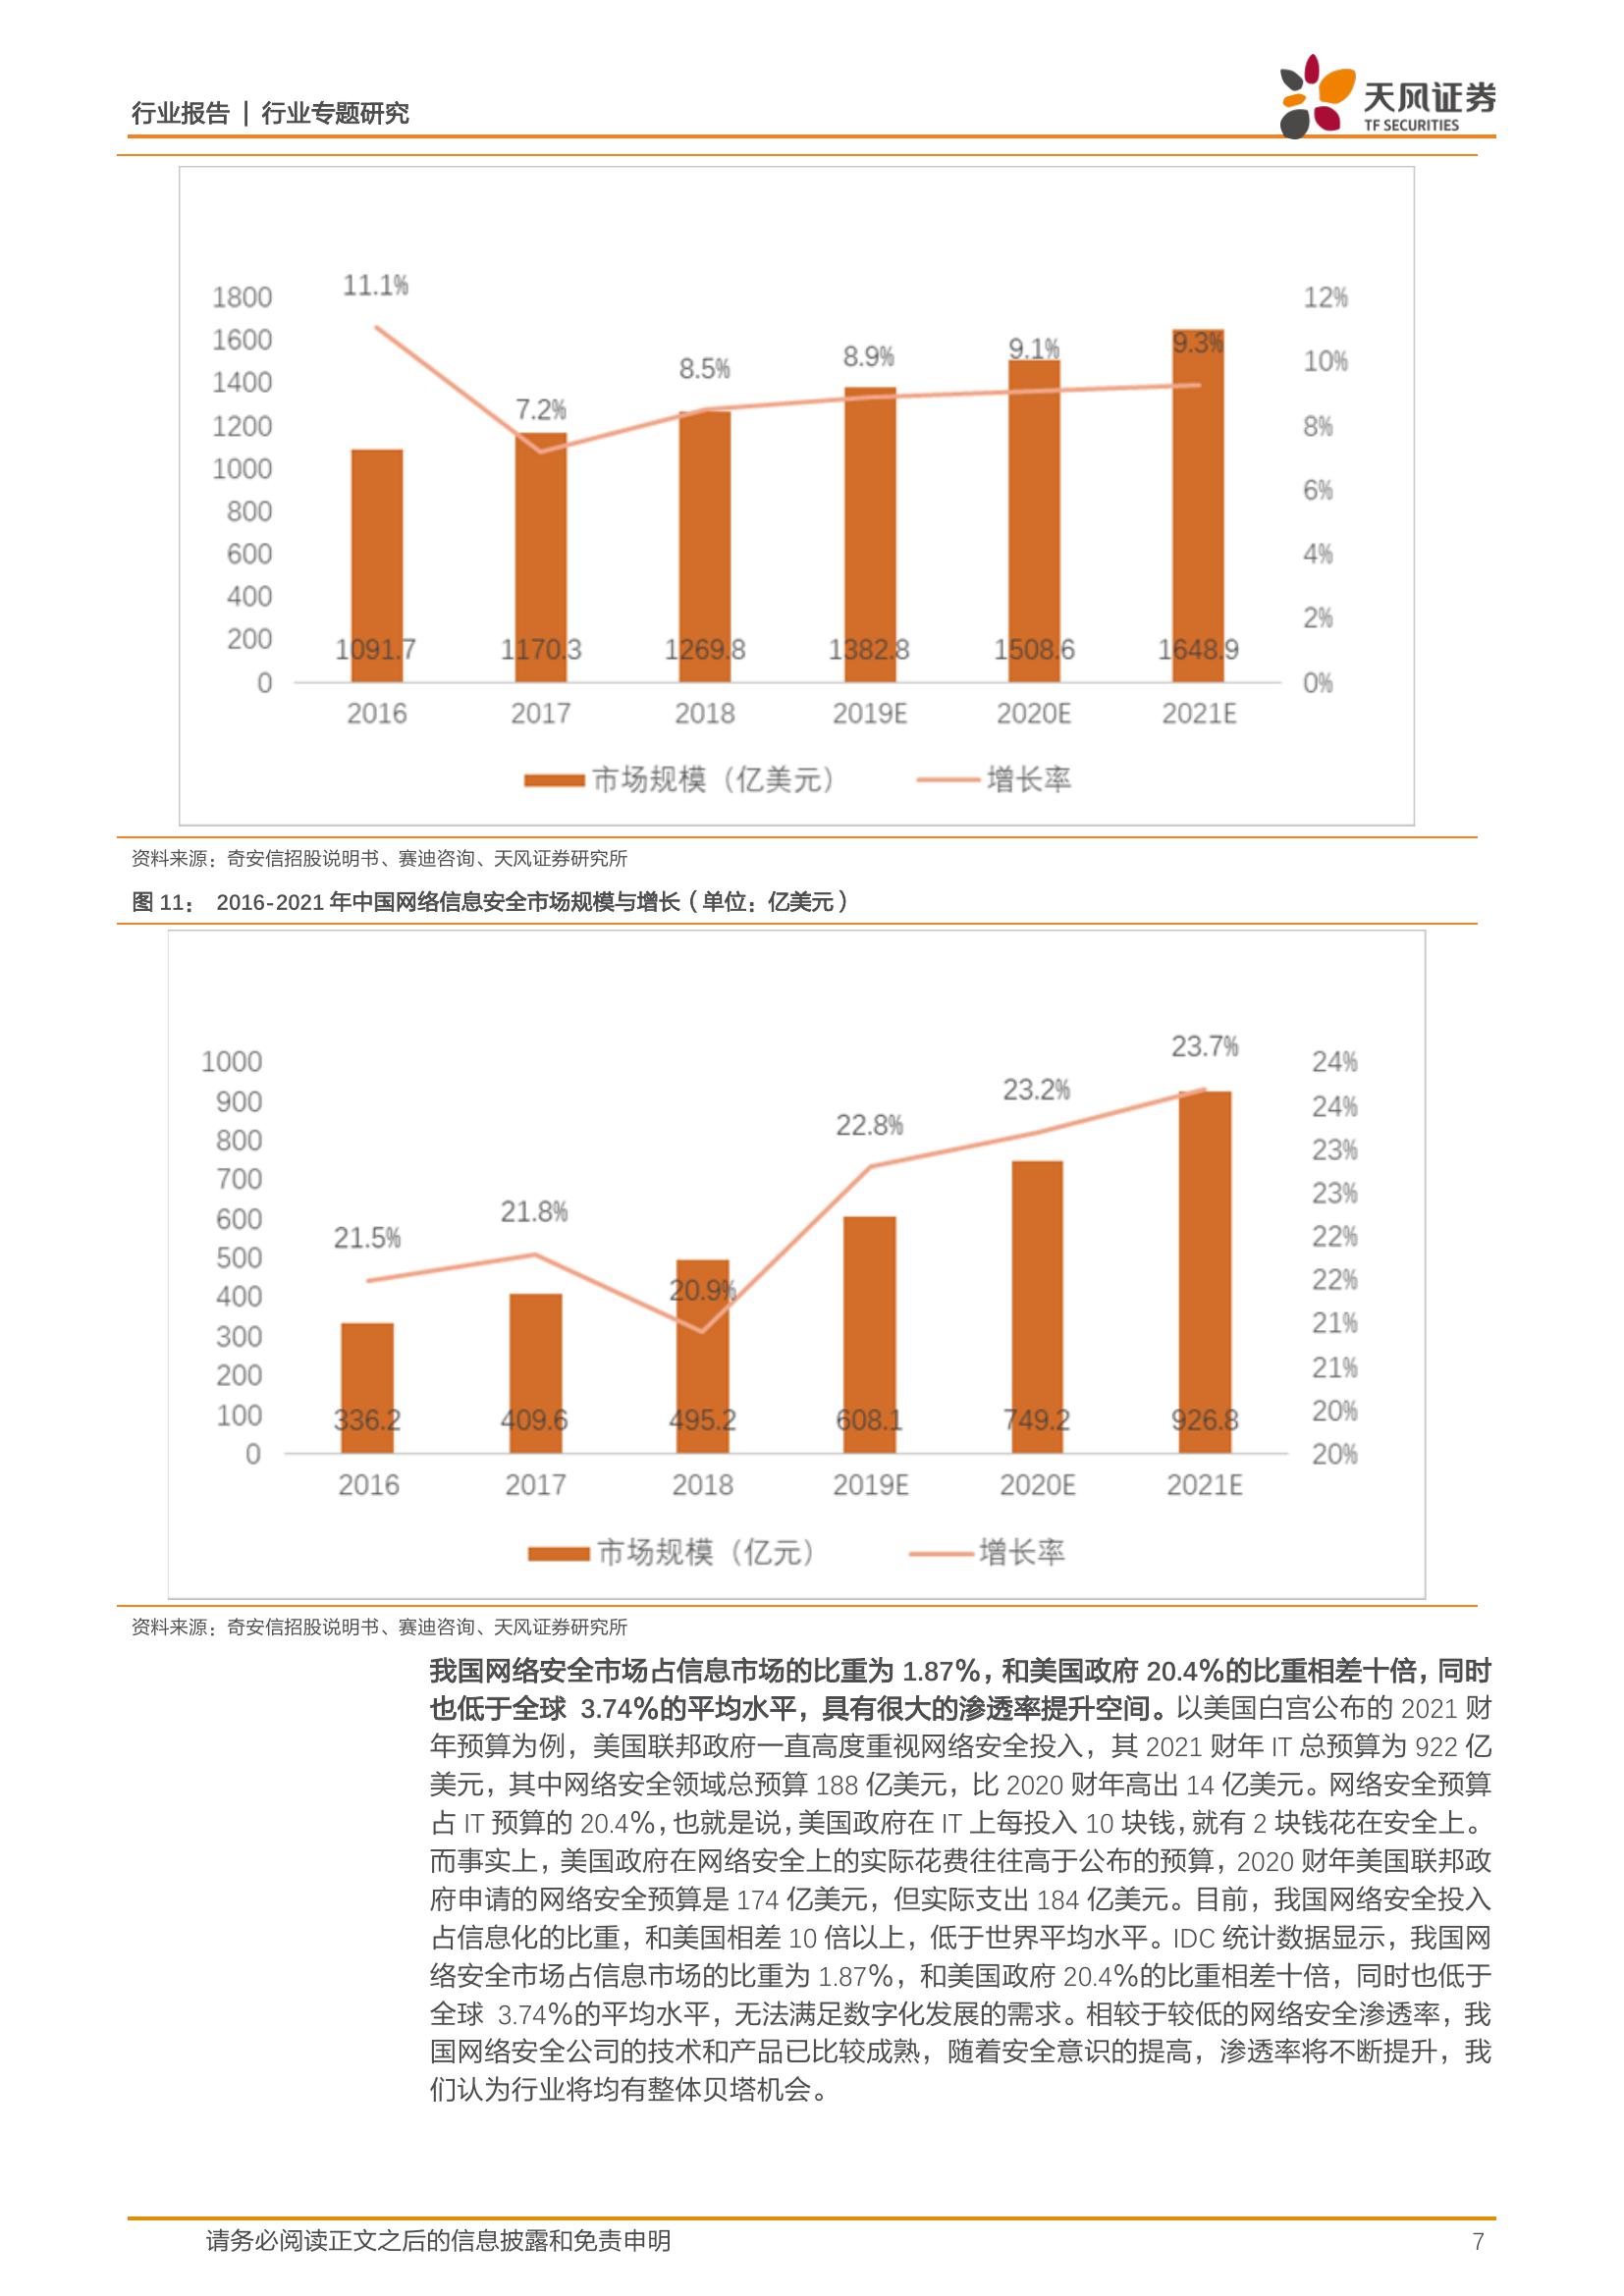 行业报告 | 行业专题研究
天风证券
TF SECURITIES
11.1%
1800
12%
1600
9.3%
9.1%
8.9%
10%
8.5%
1400
7.2%
1200
8%
1000
800
6%
600
4%
400
2%
200
1091.7 1170.3 1269.8 1382.8 1508.6 1648.9
0
0%
2016 2017 2018 2019E 2020E 2021E
市场规模（亿美元） 增长率
资料来源：奇安信招股说明书、赛迪咨询、天风证券研究所
图 11： 2016-2021 年中国网络信息安全市场规模与增长（单位：亿美元）
23.7%
1000
24%
23.2%
900
24%
22.8%
800
23%
700
23%
21.8%
600
22%
21.5%
500
22%
20.9%
400
21%
300
21%
200
20%
100
336.2 409.6 495.2 608.1 749.2 926.8
0
20%
2016 2017 2018 2019E 2020E 2021E
市场规模（亿元） 增长率
资料来源：奇安信招股说明书、赛迪咨询、天风证券研究所
我国网络安全市场占信息市场的比重为 1.87%，和美国政府 20.4%的比重相差十倍，同时
也低于全球 3.74%的平均水平，具有很大的渗透率提升空间。以美国白宫公布的 2021 财
年预算为例，美国联邦政府一直高度重视网络安全投入，其 2021 财年 IT 总预算为 922 亿
美元，其中网络安全领域总预算 188 亿美元，比 2020 财年高出 14 亿美元。网络安全预算
占 IT 预算的 20.4%，也就是说，美国政府在 IT 上每投入 10 块钱，就有 2 块钱花在安全上。
而事实上，美国政府在网络安全上的实际花费往往高于公布的预算，2020 财年美国联邦政
府申请的网络安全预算是 174 亿美元，但实际支出 184 亿美元。目前，我国网络安全投入
占信息化的比重，和美国相差 10 倍以上，低于世界平均水平。IDC 统计数据显示，我国网
络安全市场占信息市场的比重为 1.87%，和美国政府 20.4%的比重相差十倍，同时也低于
全球 3.74%的平均水平，无法满足数字化发展的需求。相较于较低的网络安全渗透率，我
国网络安全公司的技术和产品已比较成熟，随着安全意识的提高，渗透率将不断提升，我
们认为行业将均有整体贝塔机会。
请务必阅读正文之后的信息披露和免责申明
7